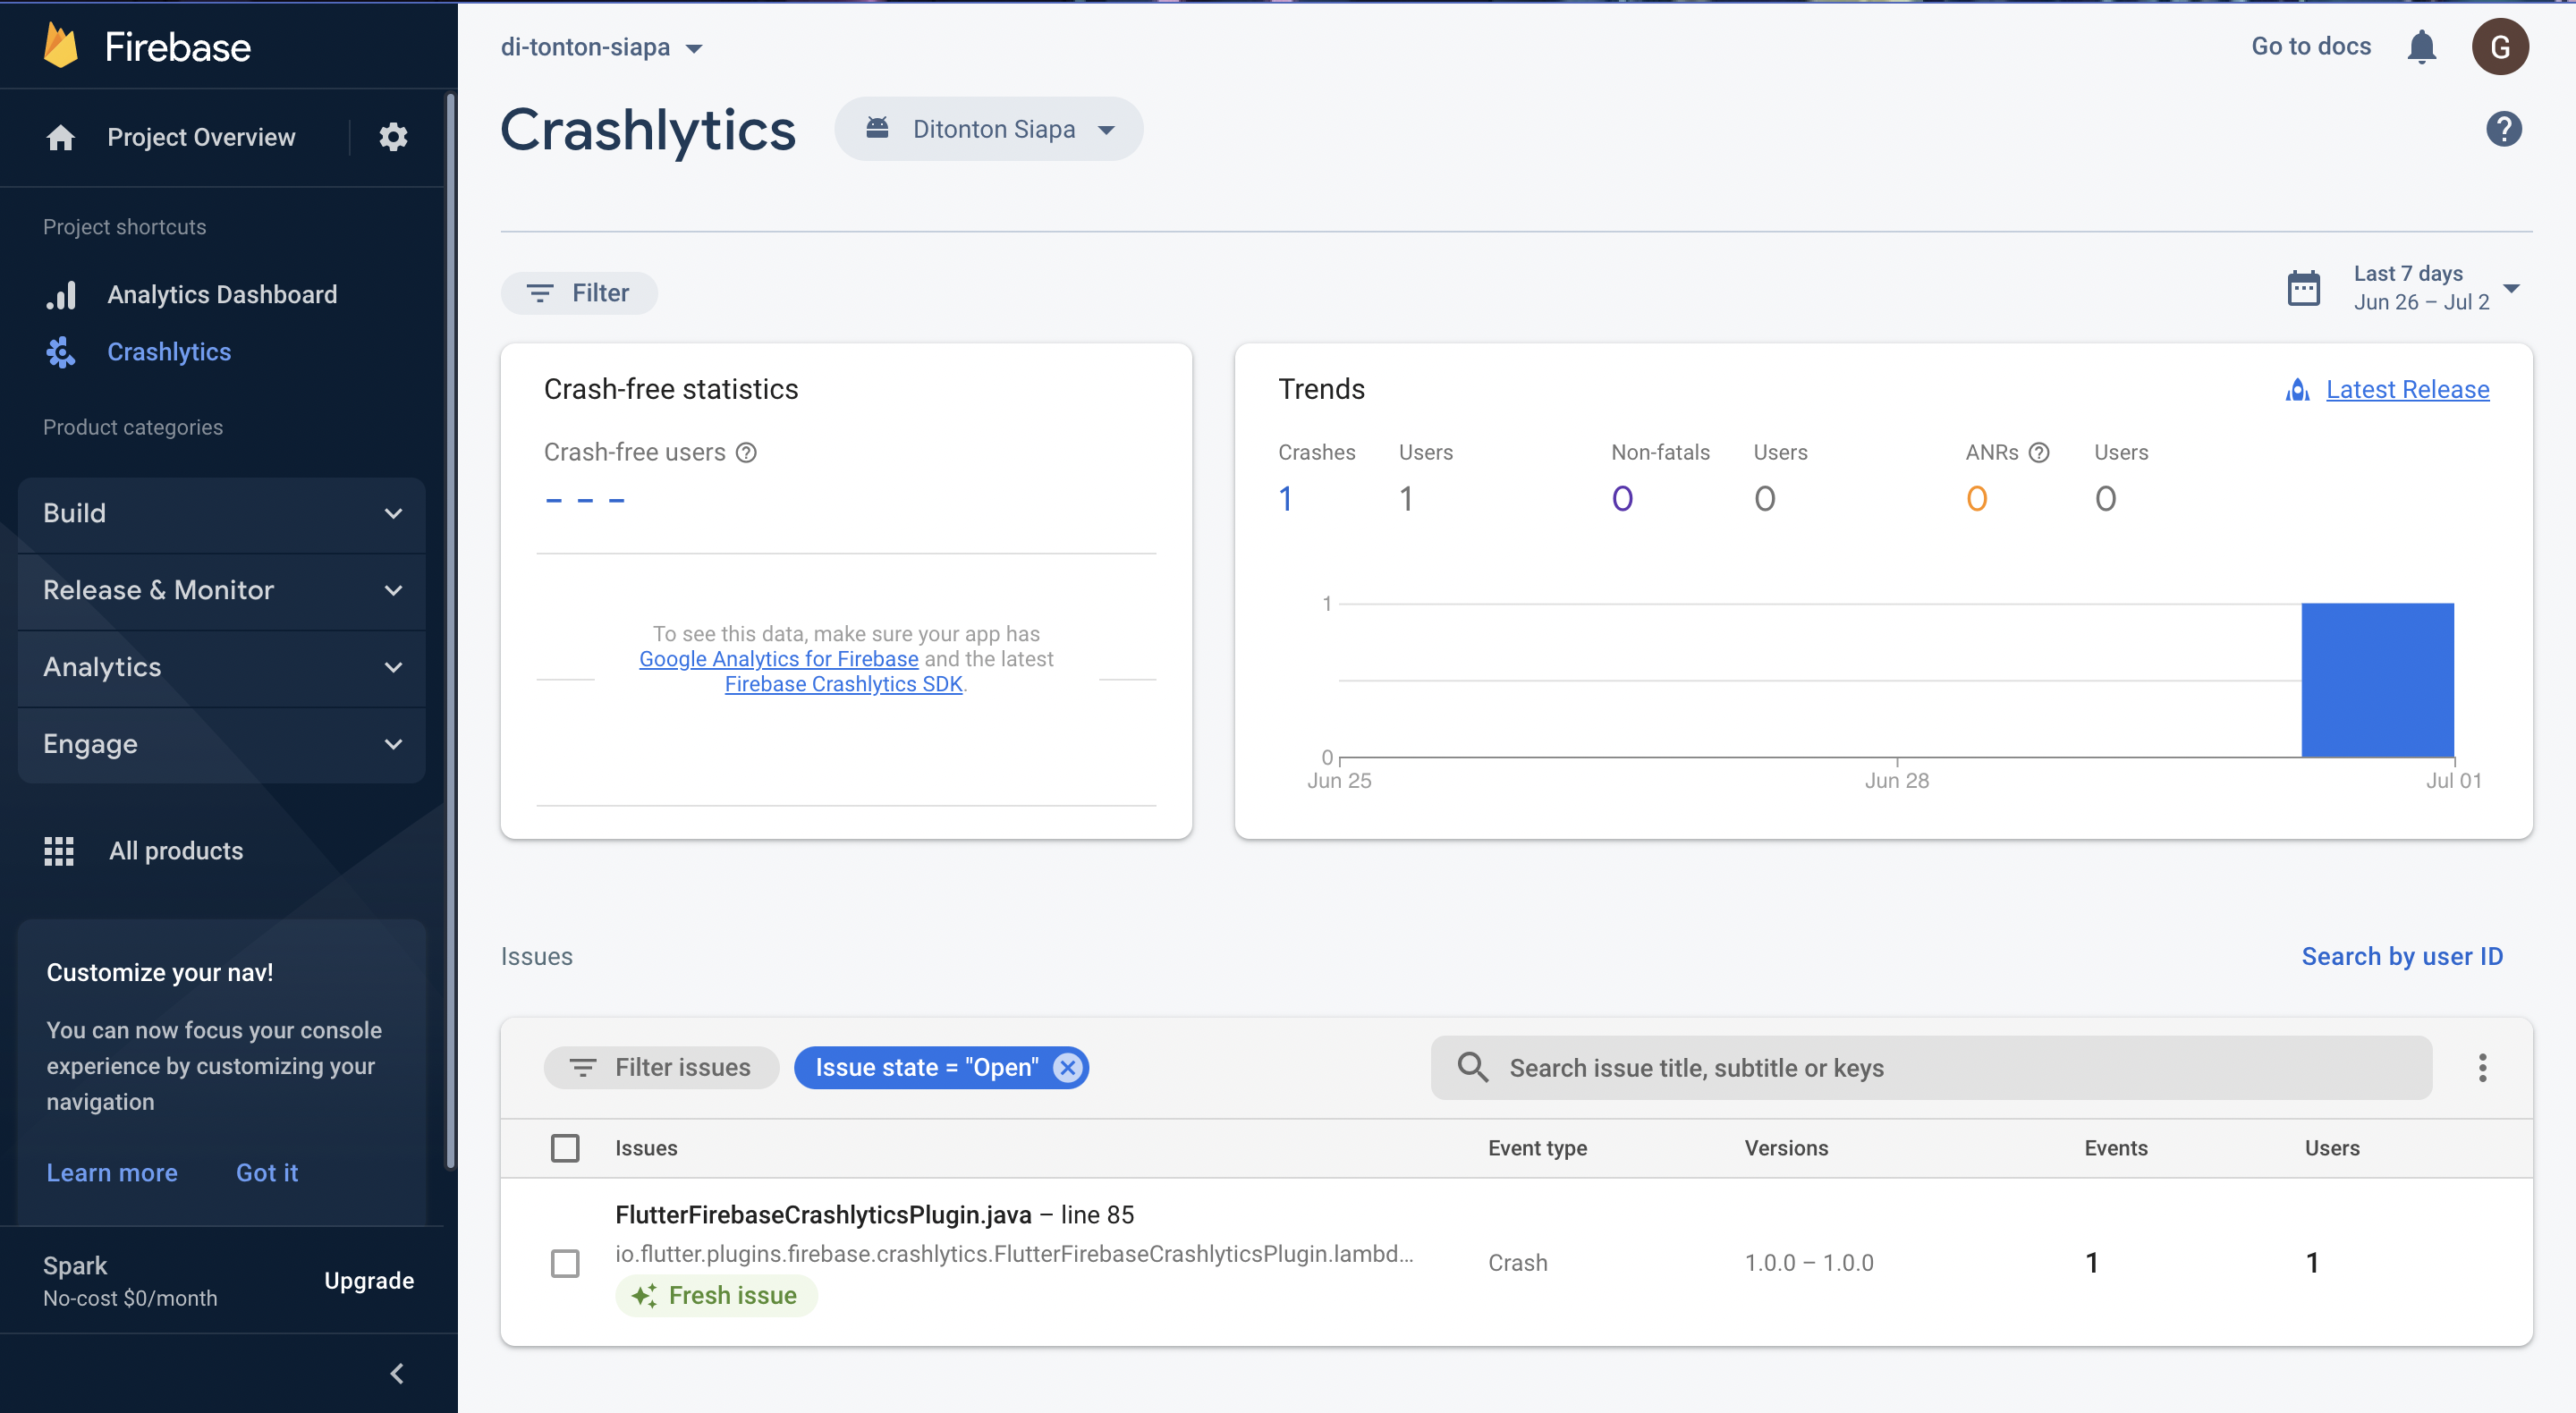 Firebase
Project Overview
Project shortcuts
Analytics Dashboard
Crashlytics
Product categories
Build
Release & Monitor
Analytics
Engage
All products
Customize your nav!
You can now focus your console
experience by customizing your
navigation
Learn more Got it
Spark
No-cost $0/month
Upgrade
di-tonton-siapa
Go to docs
G
Crashlytics
Ditonton Siapa
Filter
Last 7 days
Jun 26 – Jul 2
Crash-free statistics
Crash-free users
– – –
To see this data, make sure your app has
Google Analytics for Firebase and the latest
Firebase Crashlytics SDK.
Trends
Latest Release
Crashes Users Non-fatals Users ANRs Users
1 1 0 0 0 0
1
0
Jun 25 Jun 28 Jul 01
Issues
Search by user ID
Filter issues
Issue state = "Open"
Search issue title, subtitle or keys
Issues Event type Versions Events Users
FlutterFirebaseCrashlyticsPlugin.java – line 85
io.flutter.plugins.firebase.crashlytics.FlutterFirebaseCrashlyticsPlugin.lambd...
Fresh issue
Crash 1.0.0 – 1.0.0 1 1